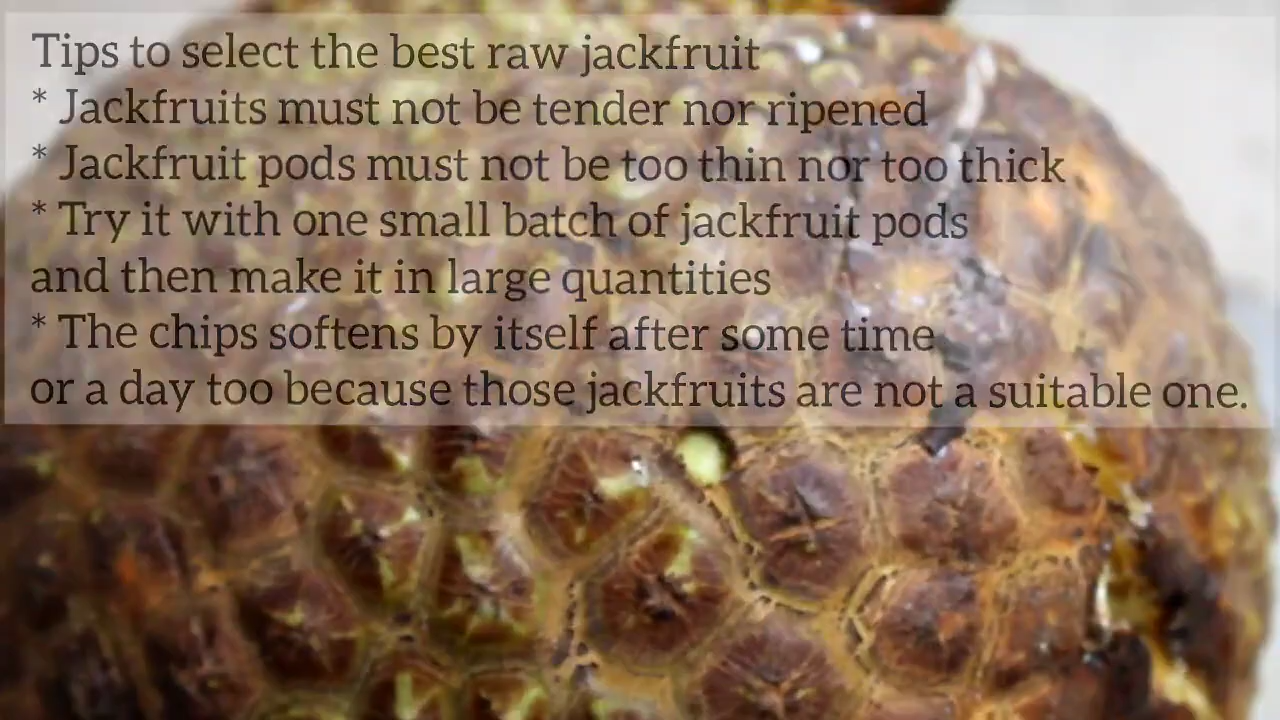 Tips to select the best raw jackfruit
* Jackfruits must not be tender nor ripened
* Jackfruit pods must not be too thin nor too thick
* Try it with one small batch of jackfruit pods
and then make it in large quantities
* The chips softens by itself after some time
or a day too because those jackfruits are not a suitable one.